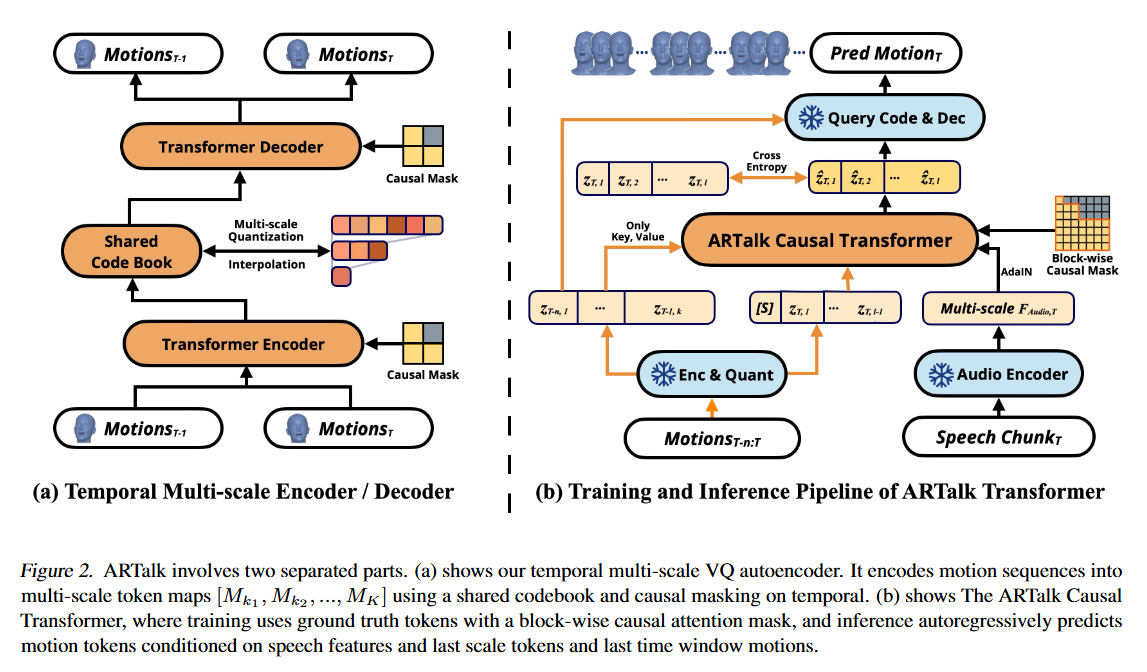 Motions_{T-1}
Motions_T
Transformer Decoder
Causal Mask
Shared
Code Book
Multi-scale
Quantization
Interpolation
Transformer Encoder
Causal Mask
Motions_{T-1}
Motions_T
(a) Temporal Multi-scale Encoder / Decoder
... ... ...
Pred Motion_T
Query Code & Dec
Cross
Entropy
z_{T,1} z_{T,2} ... z_{T,l}
ẑ_{T,1} ẑ_{T,2} ... ẑ_{T,l}
Only
Key, Value
ARTalk Causal Transformer
Block-wise
Causal Mask
AdaIN
z_{T-n,1} ... z_{T-1,k}
[S] z_{T,1} ... z_{T,l-1}
Multi-scale F_{Audio,T}
Enc & Quant
Audio Encoder
Motions_{T-n:T}
Speech Chunk_T
(b) Training and Inference Pipeline of ARTalk Transformer
Figure 2. ARTalk involves two separated parts. (a) shows our temporal multi-scale VQ autoencoder. It encodes motion sequences into
multi-scale token maps [M_{k_1}, M_{k_2}, ..., M_K] using a shared codebook and causal masking on temporal. (b) shows The ARTalk Causal
Transformer, where training uses ground truth tokens with a block-wise causal attention mask, and inference autoregressively predicts
motion tokens conditioned on speech features and last scale tokens and last time window motions.